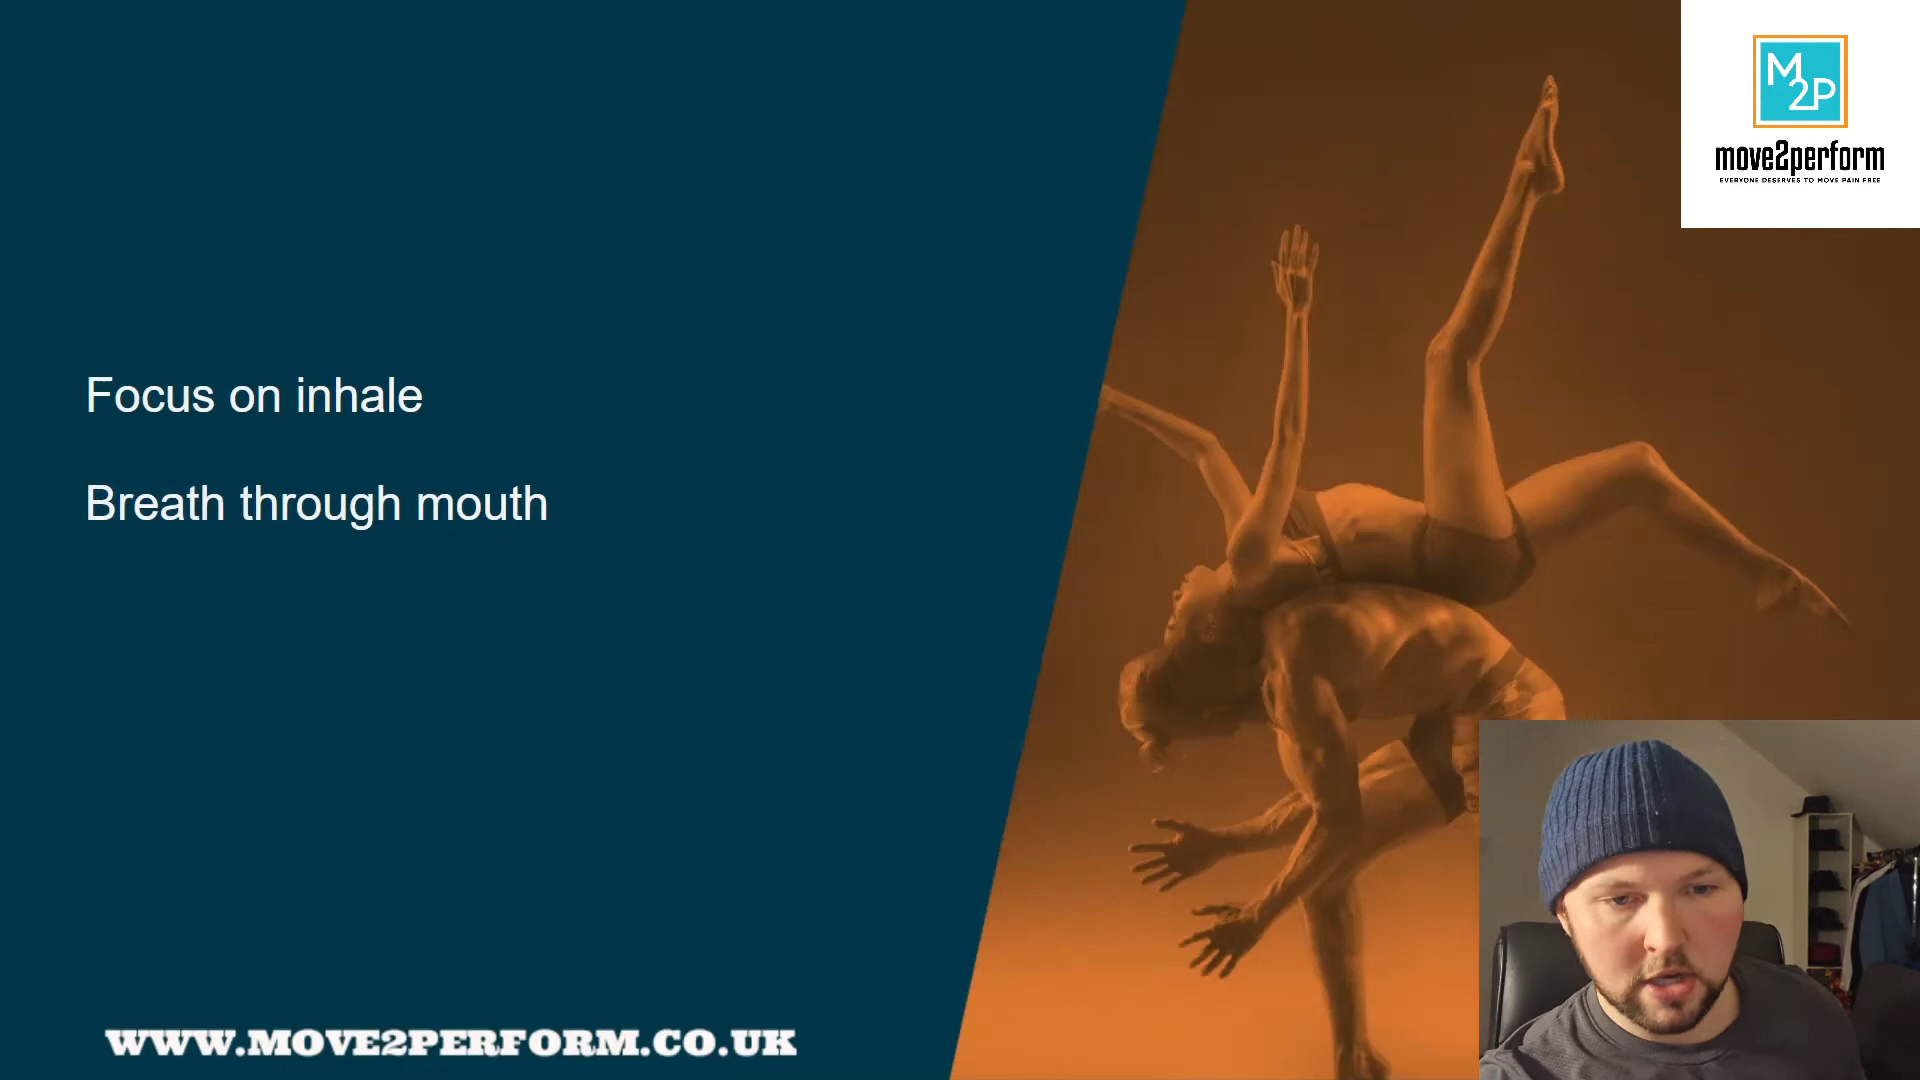 M2P
move2perform
EVERYONE DESERVES TO MOVE PAIN FREE
Focus on inhale
Breath through mouth
WWW.MOVE2PERFORM.CO.UK